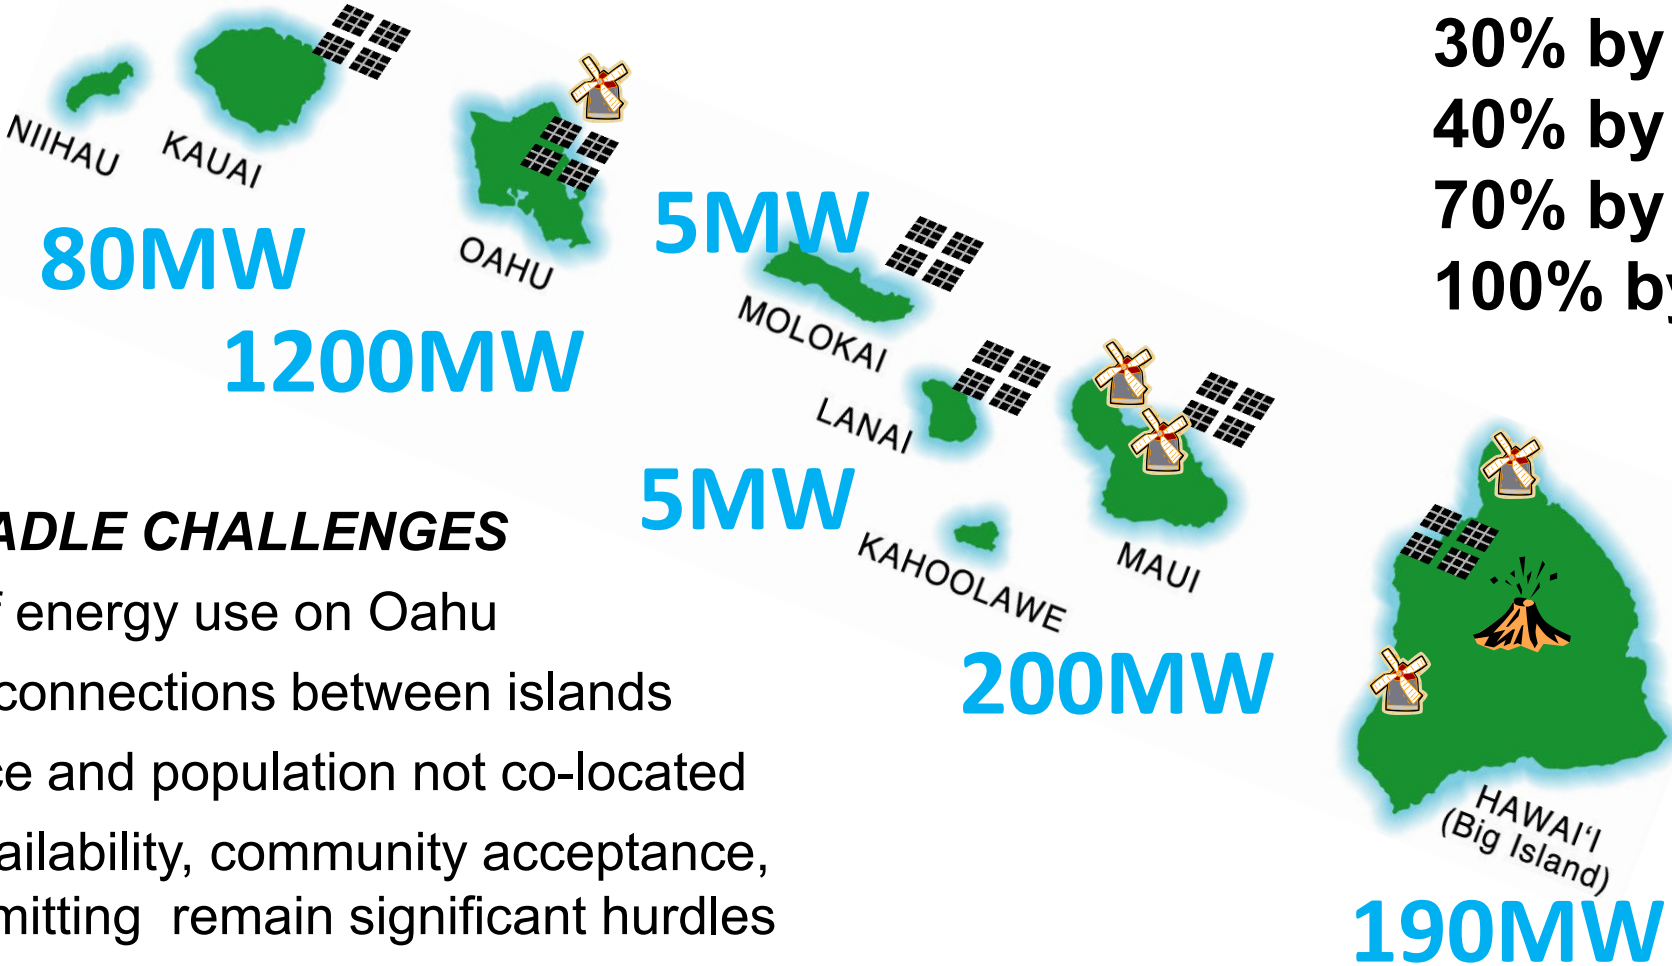 30% by
40% by
70% by
100% by
NIIHAU
KAUAI
80MW
OAHU
1200MW
5MW
MOLOKAI
LANAI
5MW
KAHOOLAWE
MAUI
200MW
HAWAIʻI
(Big Island)
190MW
ADLE CHALLENGES
f energy use on Oahu
connections between islands
ce and population not co-located
ailability, community acceptance,
mitting remain significant hurdles